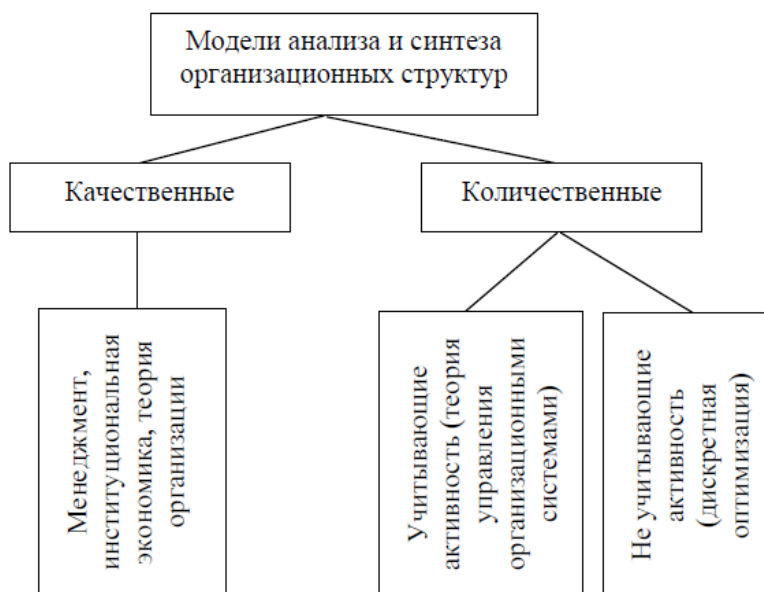 Модели анализа и синтеза
организационных структур
Качественные
Количественные
Менеджмент,
институциональная
экономика, теория
организации
Учитывающие
активность (теория
управления
организационными
системами)
Не учитывающие
активность
(дискретная
оптимизация)